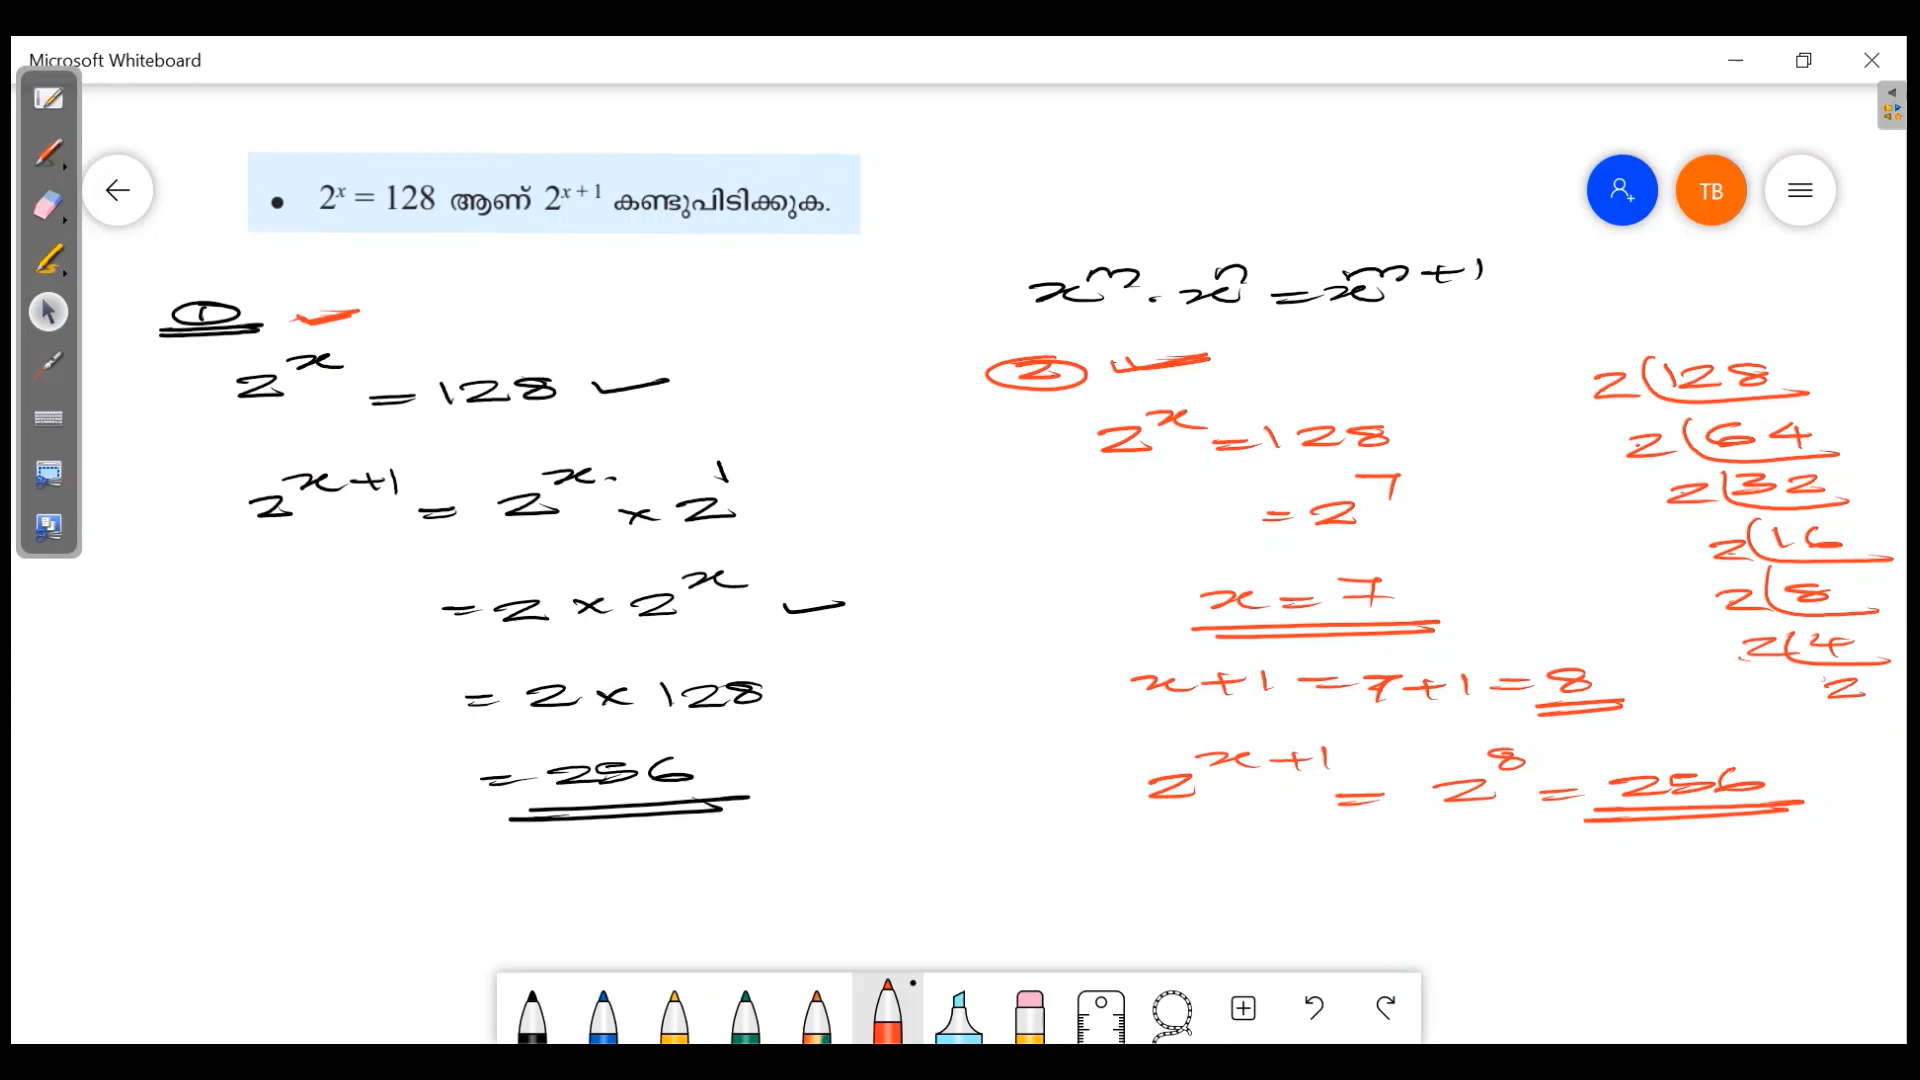 Microsoft Whiteboard
• 2ˣ = 128 ആണ് 2ˣ⁺¹ കണ്ടുപിടിക്കുക.
TB
xᵐ · xⁿ = xᵐ⁺¹
①
2ˣ = 128
2ˣ⁺¹ = 2ˣ × 2¹
= 2 × 2ˣ
= 2 × 128
= 256
②
2ˣ = 128
= 2⁷
x = 7
x+1 = 7+1 = 8
2ˣ⁺¹ = 2⁸ = 256
2 128
2 64
2 32
2 16
2 8
2 4
2